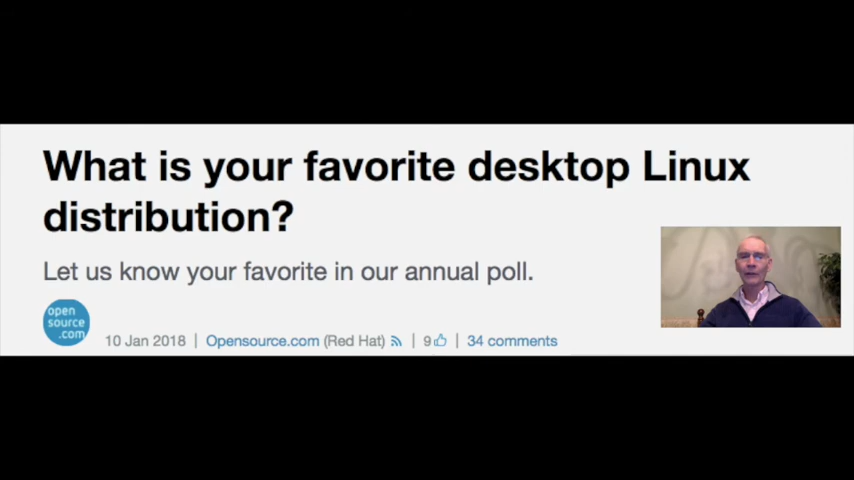 What is your favorite desktop Linux
distribution?
Let us know your favorite in our annual poll.
open
source
.com
10 Jan 2018 | Opensource.com (Red Hat) | 9 | 34 comments